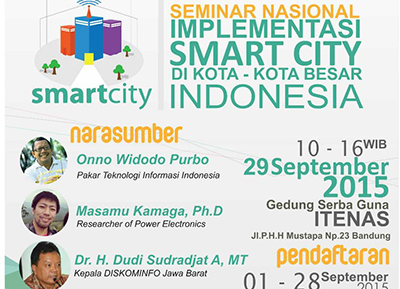 SEMINAR NASIONAL
IMPLEMENTASI
SMART CITY
DI KOTA - KOTA BESAR
INDONESIA
smartcity
narasumber
Onno Widodo Purbo
Pakar Teknologi Informasi Indonesia
Masamu Kamaga, Ph.D
Researcher of Power Electronics
Dr. H. Dudi Sudradjat A, MT
Kepala DISKOMINFO Jawa Barat
10 - 16 WIB
29 September
2015
Gedung Serba Guna
ITENAS
Jl.P.H.H Mustapa Np.23 Bandung
pendaftaran
01 - 28 September
2015